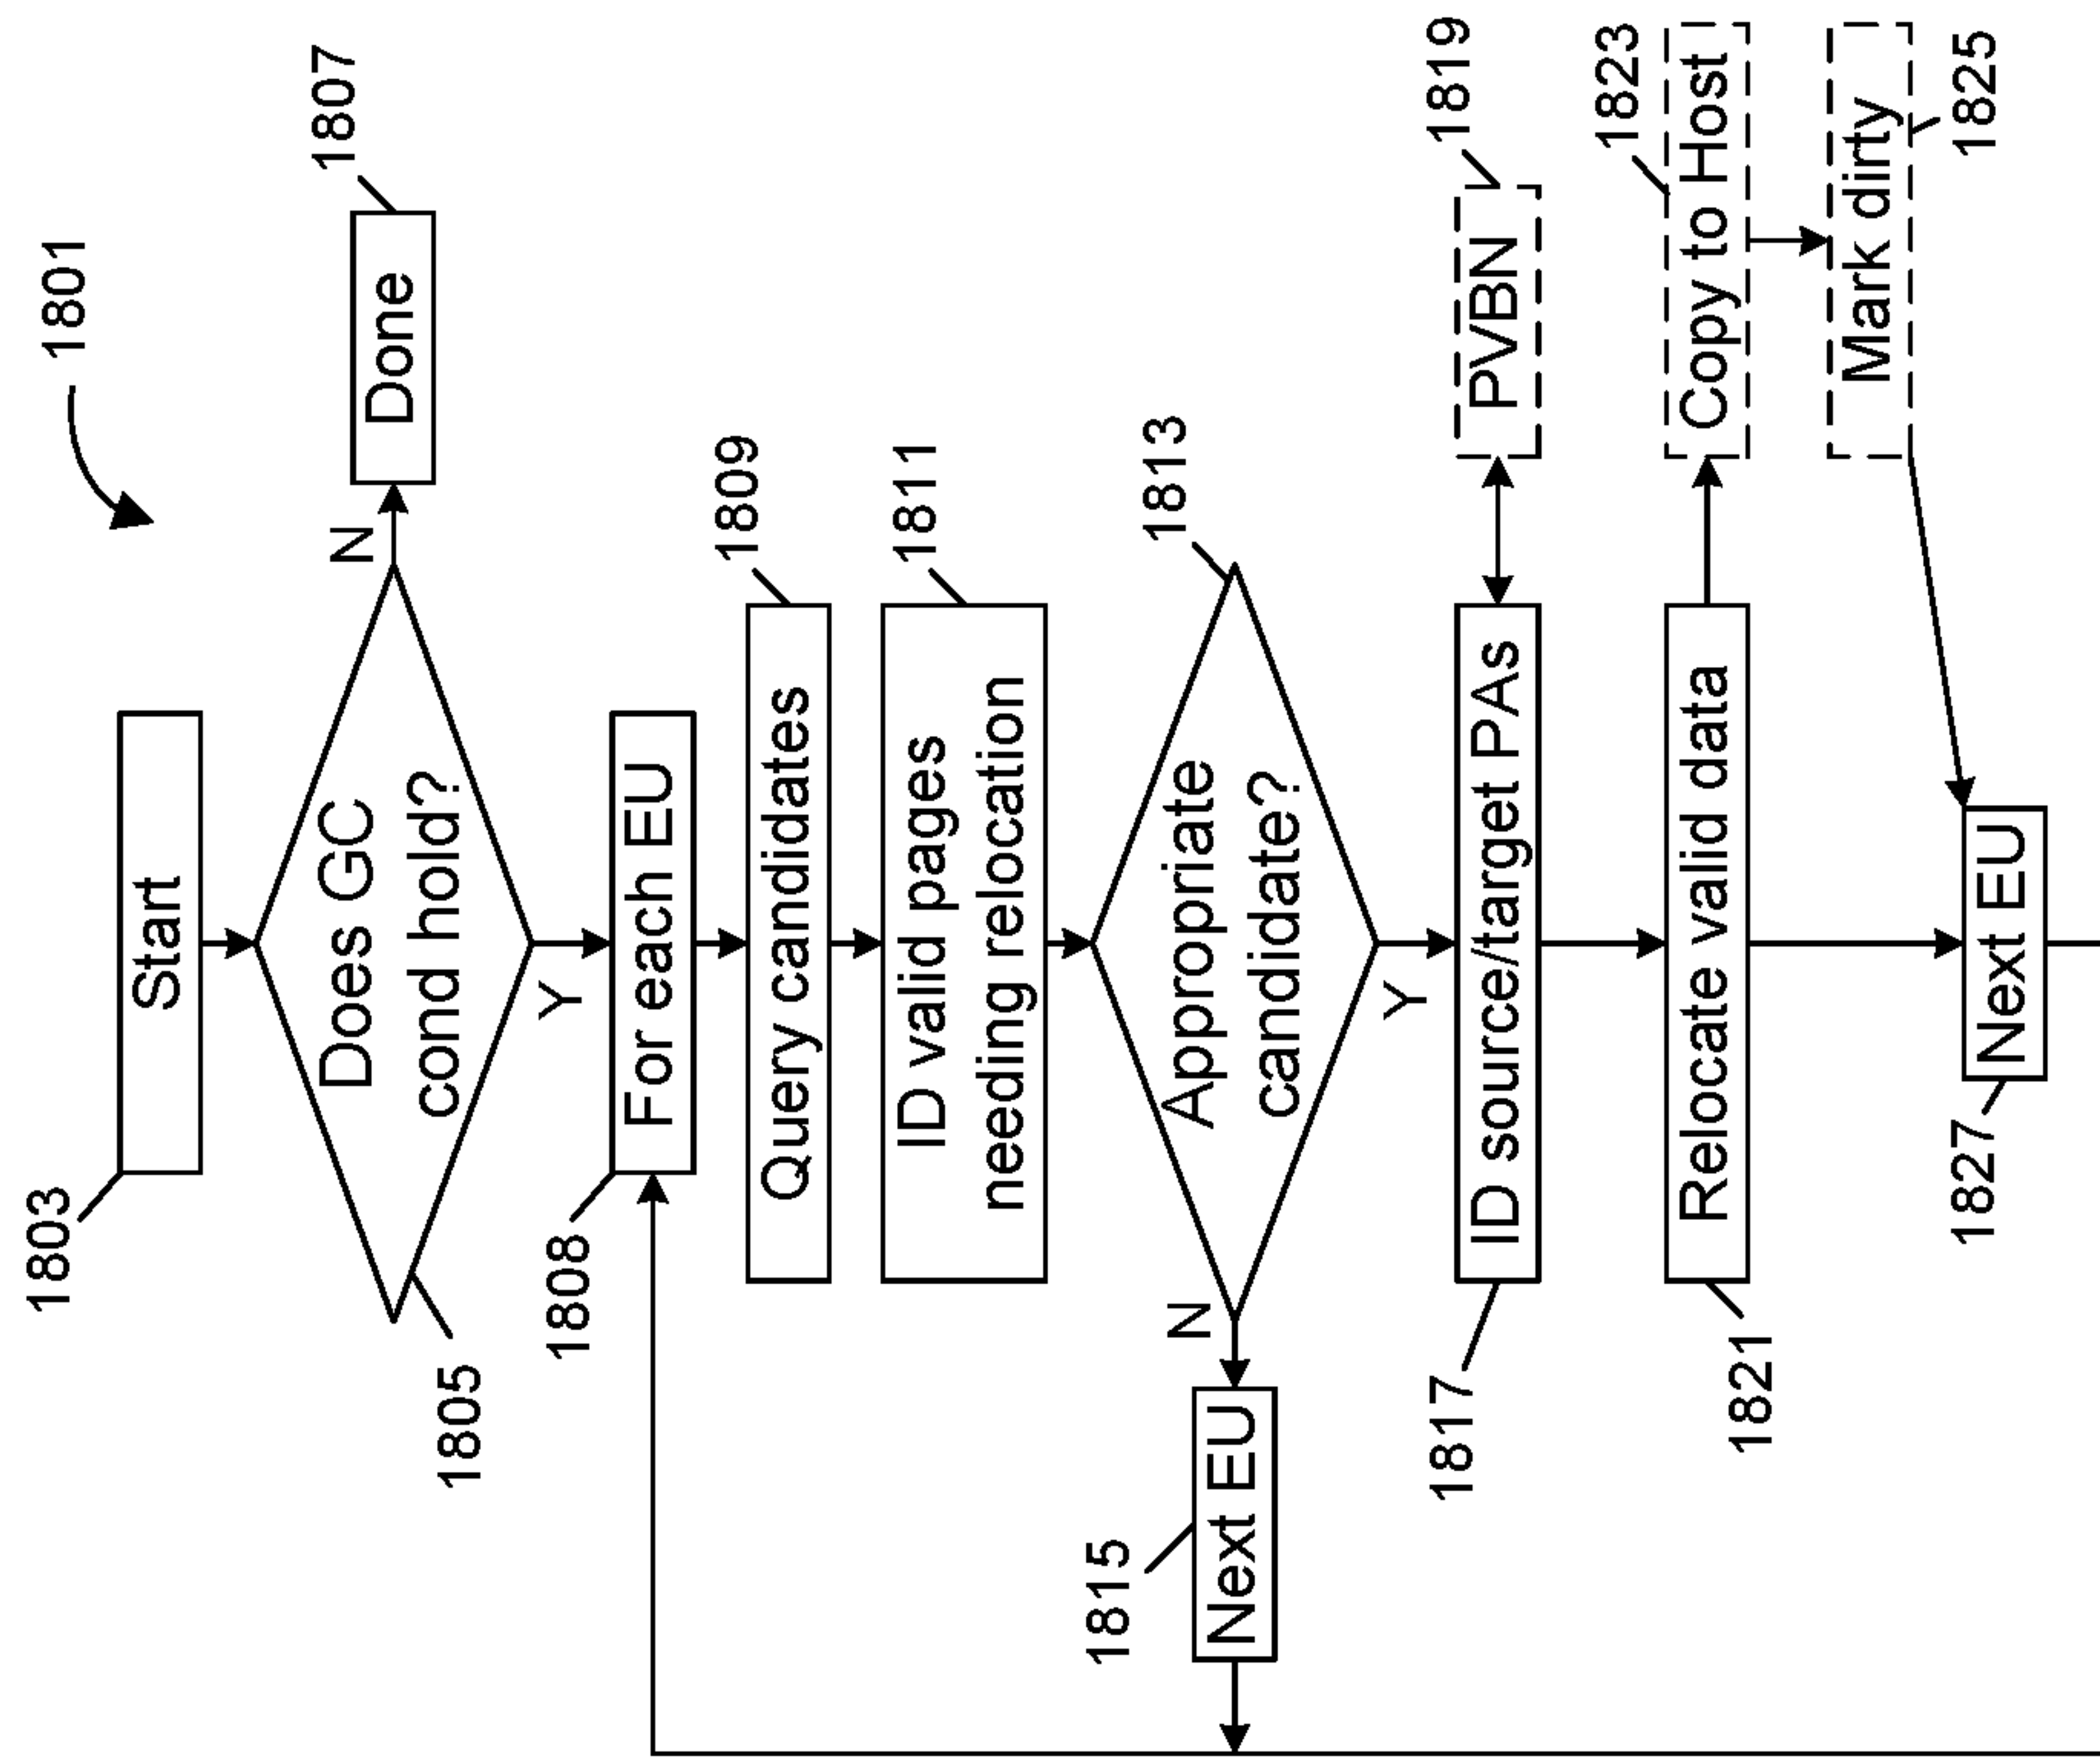 1801
1803
Start
1805
Does GC
cond hold?
N
1807
Done
Y
1808
For each EU
1809
Query candidates
1811
ID valid pages
needing relocation
1813
Appropriate
candidate?
N
1815
Next EU
Y
1817
ID source/target PAs
1819
PVBN
1821
Relocate valid data
1823
Copy to Host
1825
Mark dirty
1827
Next EU